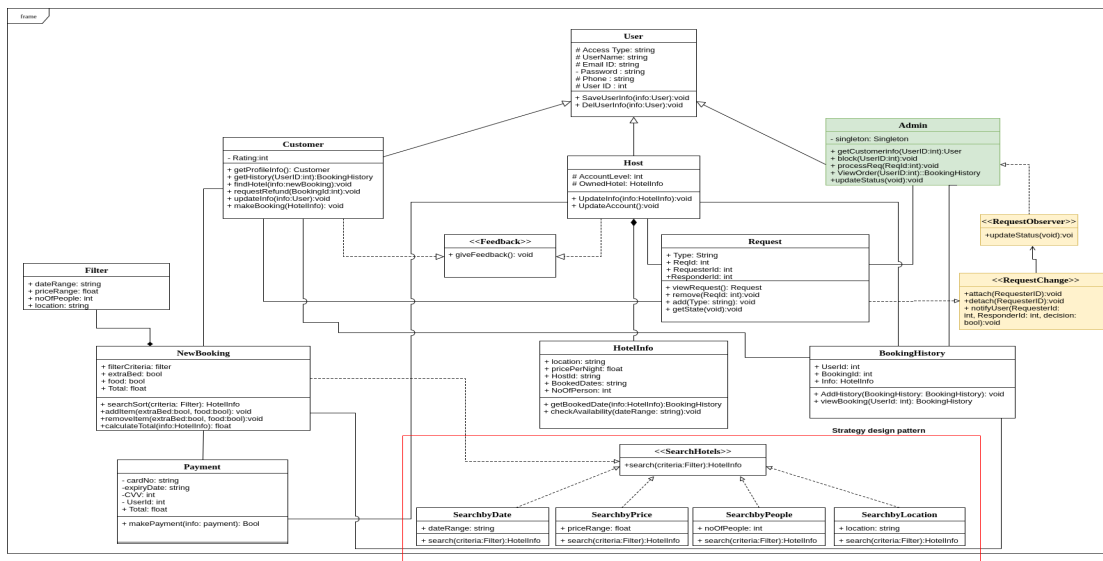 frame
User
# Access Type: string
# UserName: string
# Email ID: string
- Password : string
# Phone : string
# User ID : int
+ SaveUserInfo(info:User):void
+ DelUserInfo(info:User):void
Customer
- Rating:int
+ getProfileInfo(): Customer
+ getHistory(UserID:int):BookingHistory
+ findHotel(info:newBooking):void
+ requestRefund(BookingId:int):void
+ updateInfo(info:User):void
+ makeBooking(HotelInfo): void
Host
# AccountLevel: int
# OwnedHotel: HotelInfo
+ UpdateInfo(info:HotelInfo):void
+ UpdateAccount():void
Admin
- singleton: Singleton
+ getCustomerinfo(UserID:int):User
+ block(UserID:int):void
+ processReq(ReqId:int):void
+ ViewOrder(UserID:int)::BookingHistory
+updateStatus(void):void
<<Feedback>>
+ giveFeedback(): void
Request
+ Type: String
+ ReqId: int
+ RequesterId: int
+ResponderId: int
+ viewRequest(): Request
+ remove(ReqId: int):void
+ add(Type: string): void
+ getState(void):void
<<RequestObserver>>
+updateStatus(void):voi
<<RequestChange>>
+attach(RequesterID):void
+detach(RequesterID):void
+ notifyUser(RequesterId:
int, ResponderId: int, decision:
bool):void
Filter
+ dateRange: string
+ priceRange: float
+ noOfPeople: int
+ location: string
NewBooking
+ filterCriteria: filter
+ extraBed: bool
+ food: bool
+ Total: float
+ searchSort(criteria: Filter): HotelInfo
+addItem(extraBed:bool, food:bool): void
+removeItem(extraBed:bool, food:bool):void
+calculateTotal(info:HotelInfo): float
HotelInfo
+ location: string
+ pricePerNight: float
+ HostId: string
+ BookedDates: string
+ NoOfPerson: int
+ getBookedDate(info:HotelInfo):BookingHistory
+ checkAvailability(dateRange: string):void
BookingHistory
+ UserId: int
+ BookingId: int
+ Info: HotelInfo
+ AddHistory(BookingHistory: BookingHistory): void
+ viewBooking(UserId: int): BookingHistory
Payment
- cardNo: string
-expiryDate: string
-CVV: int
- UserId: int
+ Total: float
+ makePayment(info: payment): Bool
Strategy design pattern
<<SearchHotels>>
+search(criteria:Filter):HotelInfo
SearchbyDate
+ dateRange: string
+ search(criteria:Filter):HotelInfo
SearchbyPrice
+ priceRange: float
+ search(criteria:Filter):HotelInfo
SearchbyPeople
+ noOfPeople: int
+ search(criteria:Filter):HotelInfo
SearchbyLocation
+ location: string
+ search(criteria:Filter):HotelInfo